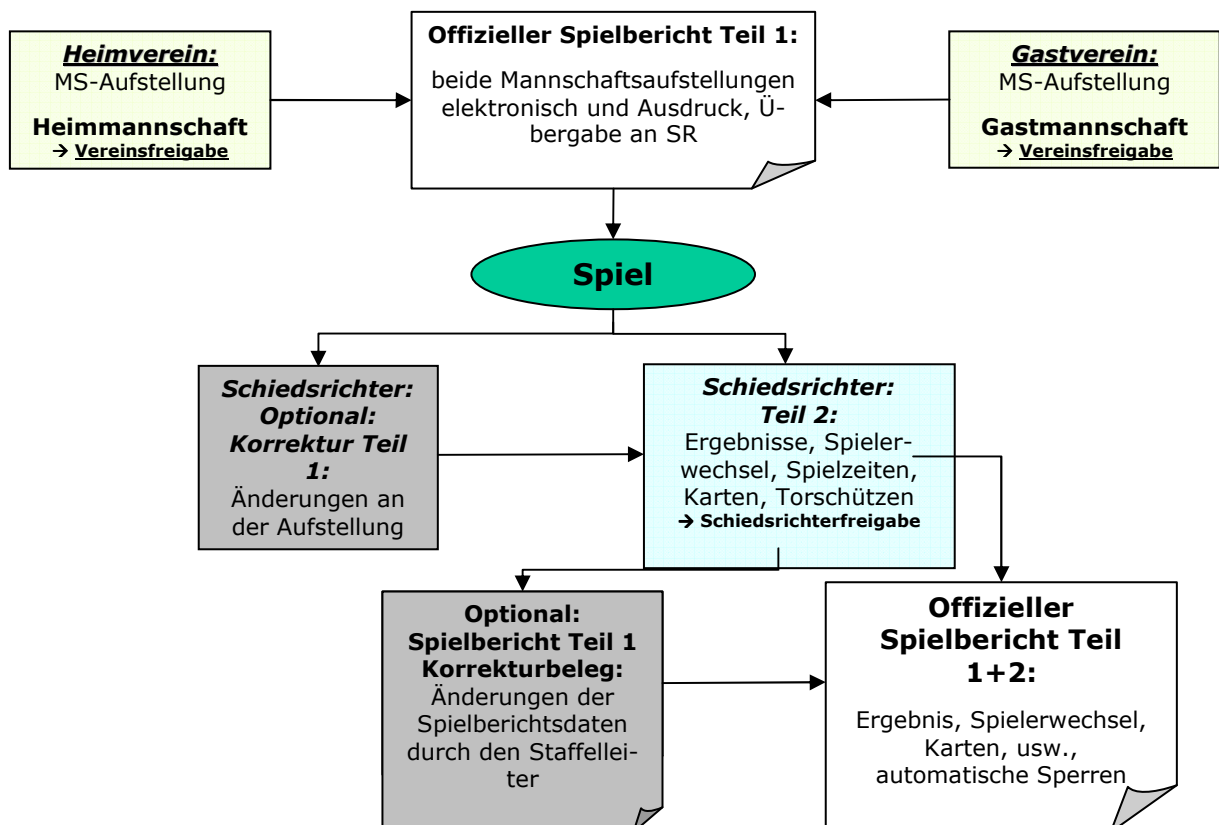 Heimverein:
MS-Aufstellung
Heimmannschaft
→ Vereinsfreigabe
Offizieller Spielbericht Teil 1:
beide Mannschaftsaufstellungen
elektronisch und Ausdruck, Ü-
bergabe an SR
Gastverein:
MS-Aufstellung
Gastmannschaft
→ Vereinsfreigabe
Spiel
Schiedsrichter:
Optional:
Korrektur Teil
1:
Änderungen an
der Aufstellung
Schiedsrichter:
Teil 2:
Ergebnisse, Spieler-
wechsel, Spielzeiten,
Karten, Torschützen
→ Schiedsrichterfreigabe
Optional:
Spielbericht Teil 1
Korrekturbeleg:
Änderungen der
Spielberichtsdaten
durch den Staffellei-
ter
Offizieller
Spielbericht Teil
1+2:
Ergebnis, Spielerwechsel,
Karten, usw.,
automatische Sperren